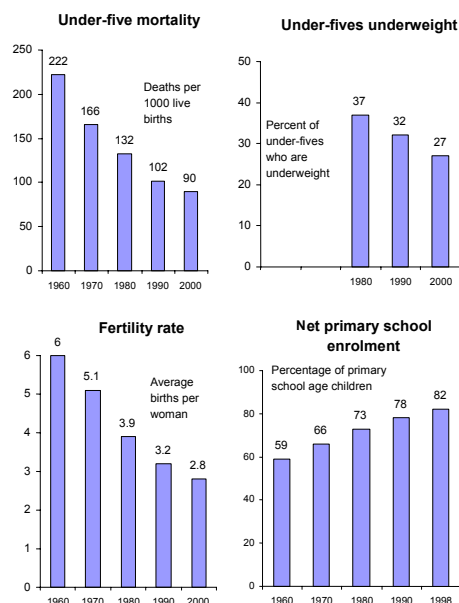 Under-five mortality
250
200
150
100
50
0
222
166
132
102
90
Deaths per
1000 live
births
1960 1970 1980 1990 2000
Under-fives underweight
50
40
30
20
10
0
37
32
27
Percent of
under-fives
who are
underweight
1980 1990 2000
Fertility rate
6
5
4
3
2
1
0
6
5.1
3.9
3.2
2.8
Average
births per
woman
1960 1970 1980 1990 2000
Net primary school
enrolment
100
80
60
40
20
0
Percentage of primary
school age children
59
66
73
78
82
1960 1970 1980 1990 1998